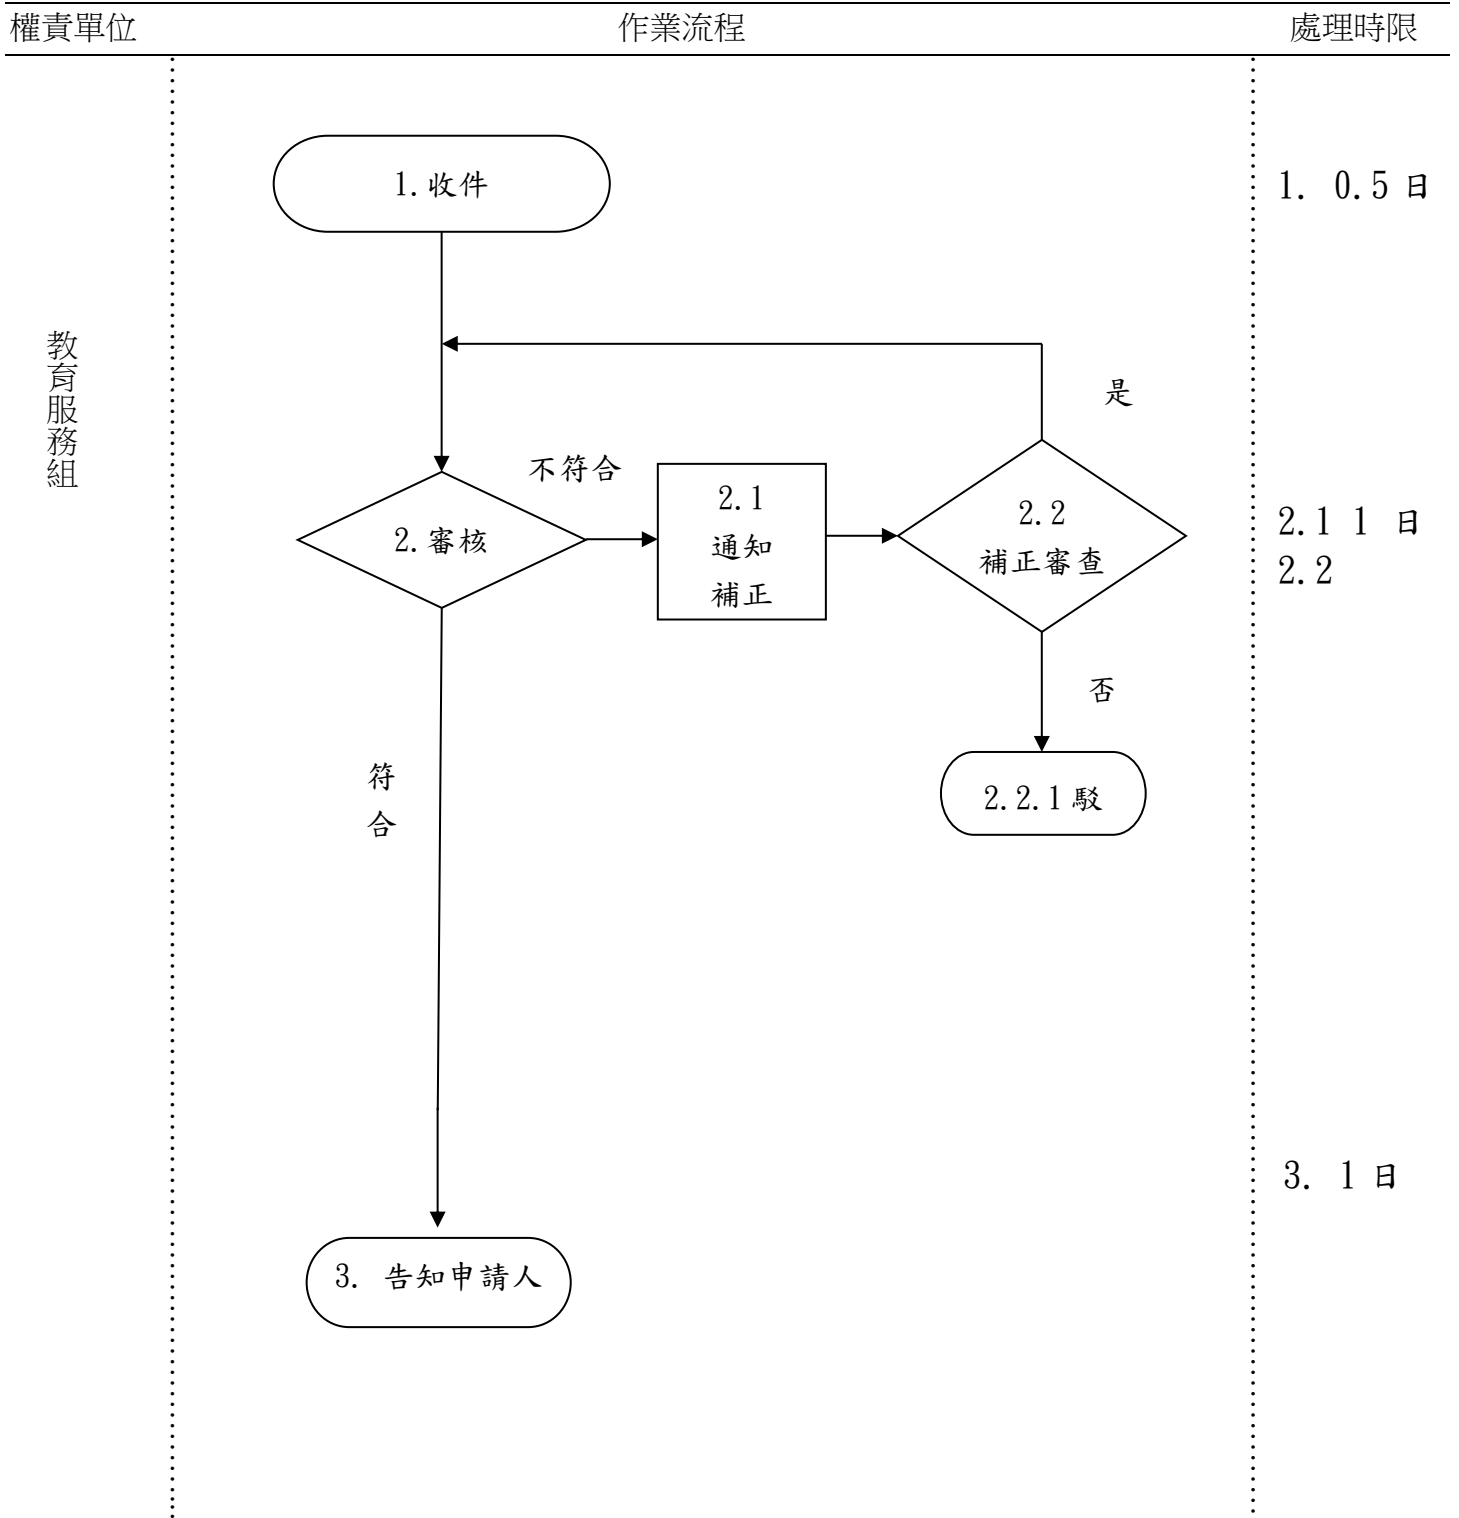 權責單位
作業流程
處理時限
1.收件
1. 0.5日
教育服務組
是
不符合
2.審核
2.1
通知
補正
2.2
補正審查
2.1 1 日
2.2
否
符
合
2.2.1駁
3. 1日
3. 告知申請人